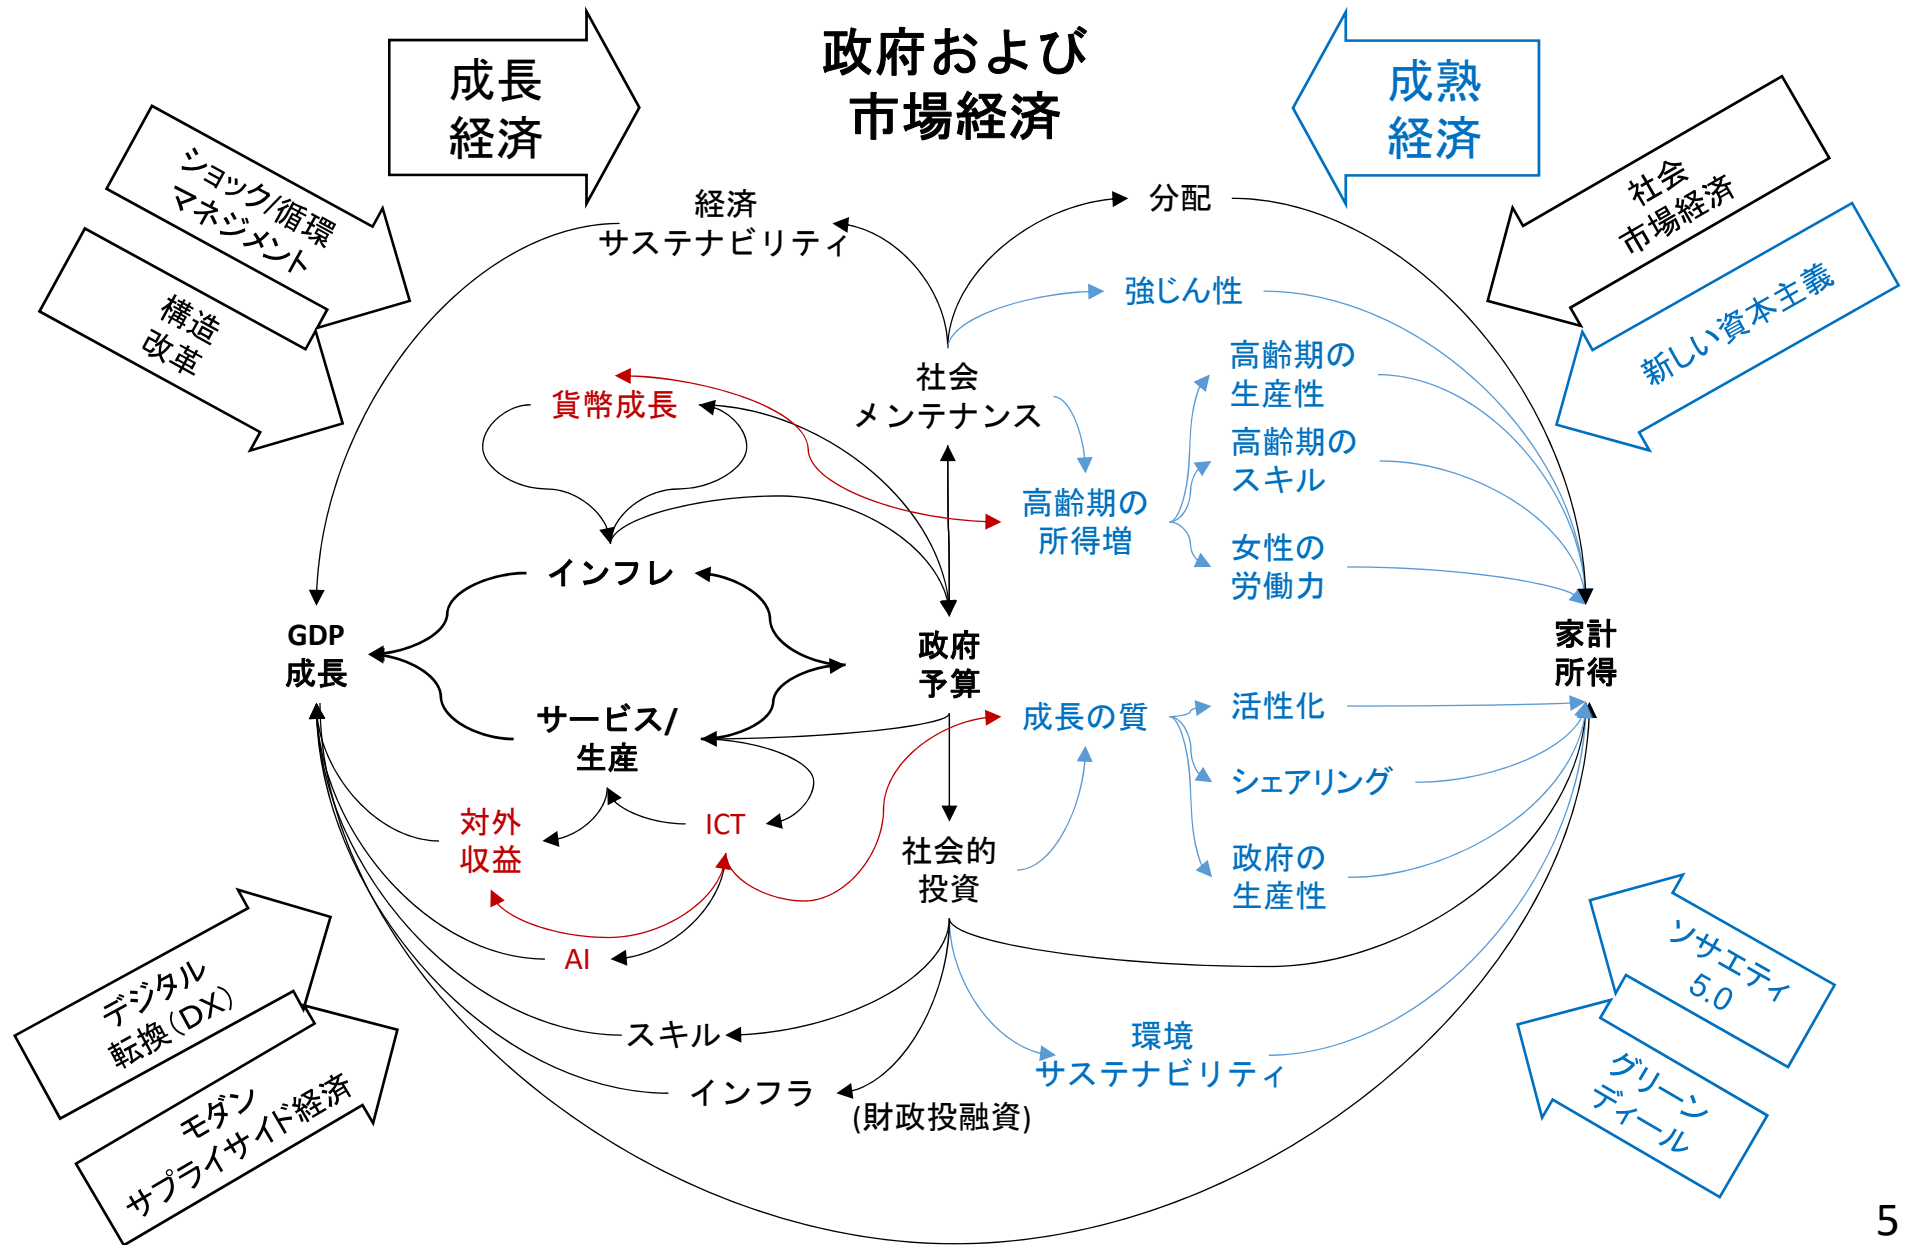 政府および
市場経済
成長
経済
成熟
経済
ショック/循環
マネジメント
構造
改革
社会
市場経済
新しい資本主義
経済
サステナビリティ
分配
強じん性
貨幣成長
社会
メンテナンス
高齢期の
生産性
高齢期の
スキル
高齢期の
所得増
女性の
労働力
インフレ
GDP
成長
政府
予算
家計
所得
サービス/
生産
成長の質
活性化
シェアリング
対外
収益
ICT
社会的
投資
政府の
生産性
AI
スキル
インフラ
(財政投融資)
環境
サステナビリティ
デジタル
転換(DX)
モダン
サプライサイド経済
ソサエティ
5.0
グリーン
ディール
5